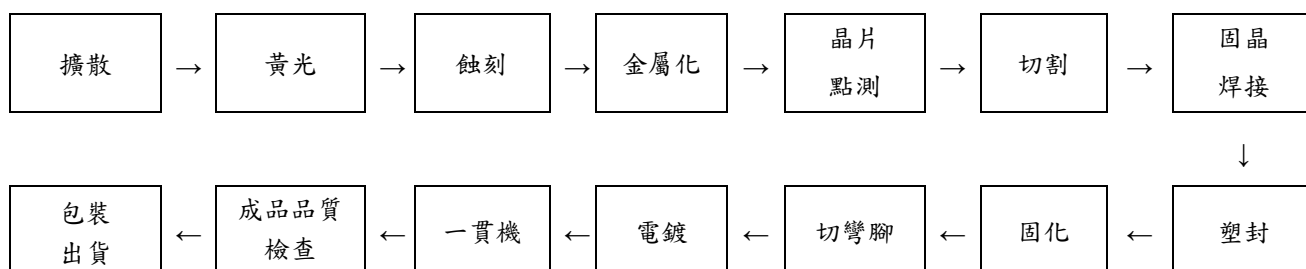 擴散 → 黃光 → 蝕刻 → 金屬化 → 晶片
點測 → 切割 → 固晶
焊接
↓
包裝
出貨 ← 成品品質
檢查 ← 一貫機 ← 電鍍 ← 切彎腳 ← 固化 ← 塑封